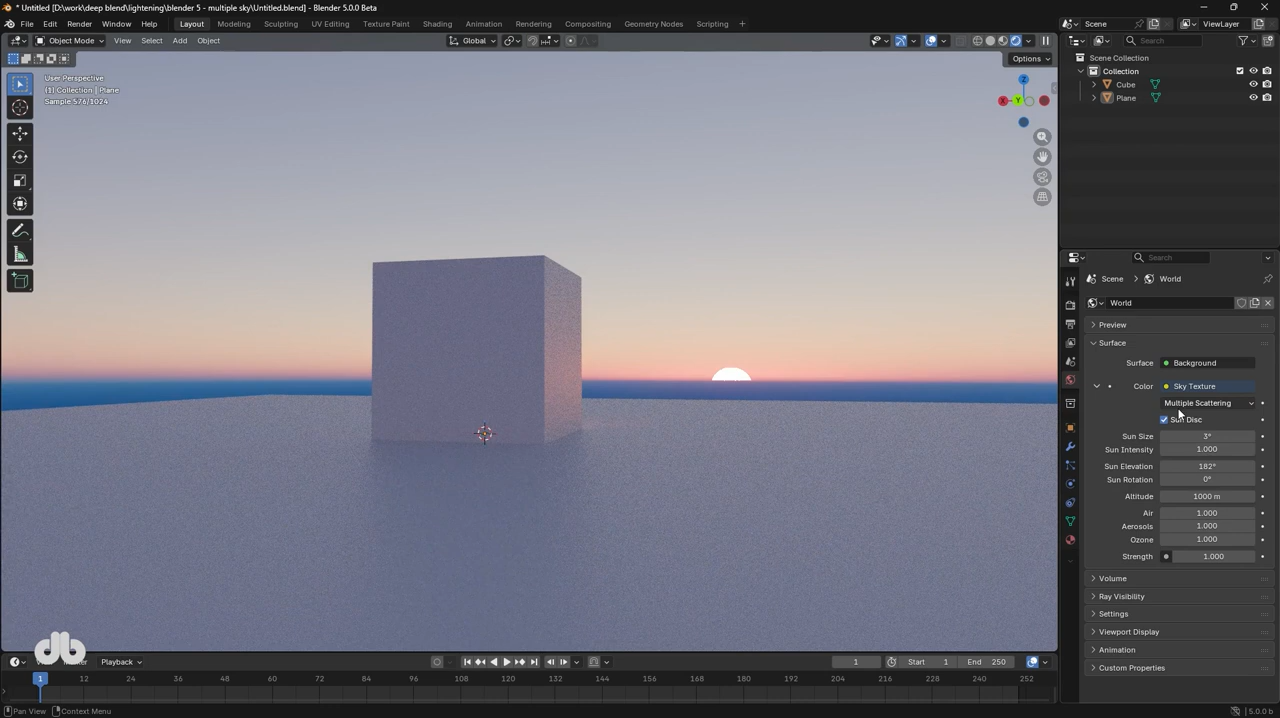 * Untitled [D:\work\deep blend\lightening\blender 5 - multiple sky\Untitled.blend] - Blender 5.0.0 Beta
File Edit Render Window Help Layout Modeling Sculpting UV Editing Texture Paint Shading Animation Rendering Compositing Geometry Nodes Scripting + Scene ViewLayer
Object Mode View Select Add Object Global Search
Options
User Perspective
(1) Collection | Plane
Sample 576/1024
Scene Collection
Collection
Cube
Plane
Z
X Y
Search
Scene > World
World
Preview
Surface
Surface Background
Color Sky Texture
Multiple Scattering
Sun Disc
Sun Size 3°
Sun Intensity 1.000
Sun Elevation 182°
Sun Rotation 0°
Altitude 1000 m
Air 1.000
Aerosols 1.000
Ozone 1.000
Strength 1.000
Volume
Ray Visibility
Settings
Viewport Display
Animation
Custom Properties
db
Playback 1 Start 1 End 250
1 12 24 36 48 60 72 84 96 108 120 132 144 156 168 180 192 204 216 228 240 252
Pan View Context Menu 5.0.0 b